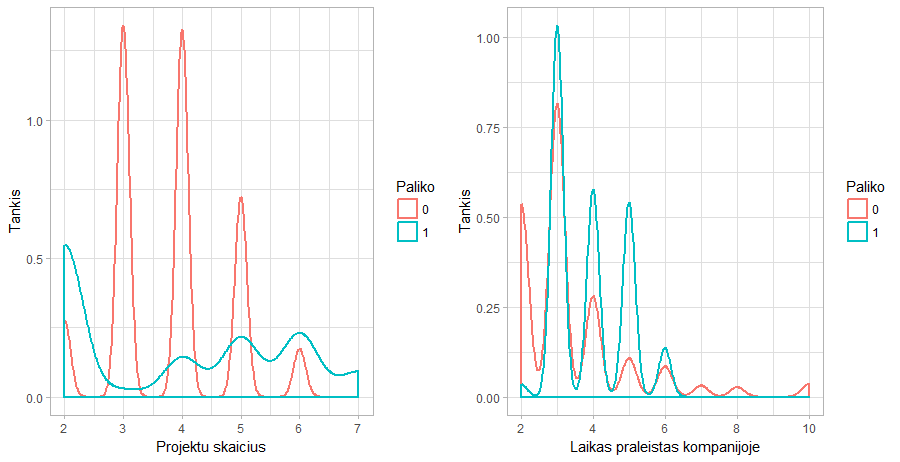 Tankis
1.0
0.5
0.0
2 3 4 5 6 7
Projektu skaicius
Paliko
0
1
Tankis
1.00
0.75
0.50
0.25
0.00
2 4 6 8 10
Laikas praleistas kompanijoje
Paliko
0
1